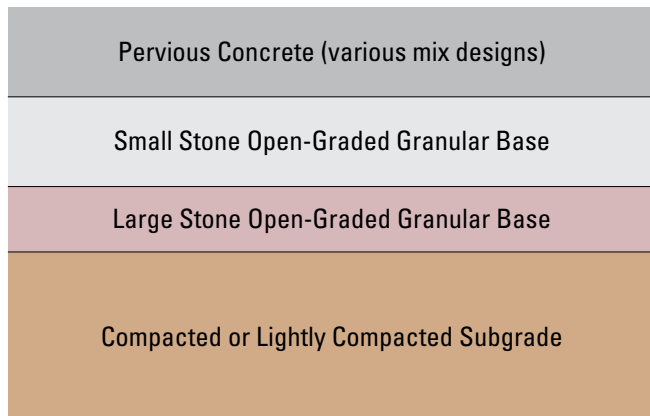 Pervious Concrete (various mix designs)
Small Stone Open-Graded Granular Base
Large Stone Open-Graded Granular Base
Compacted or Lightly Compacted Subgrade